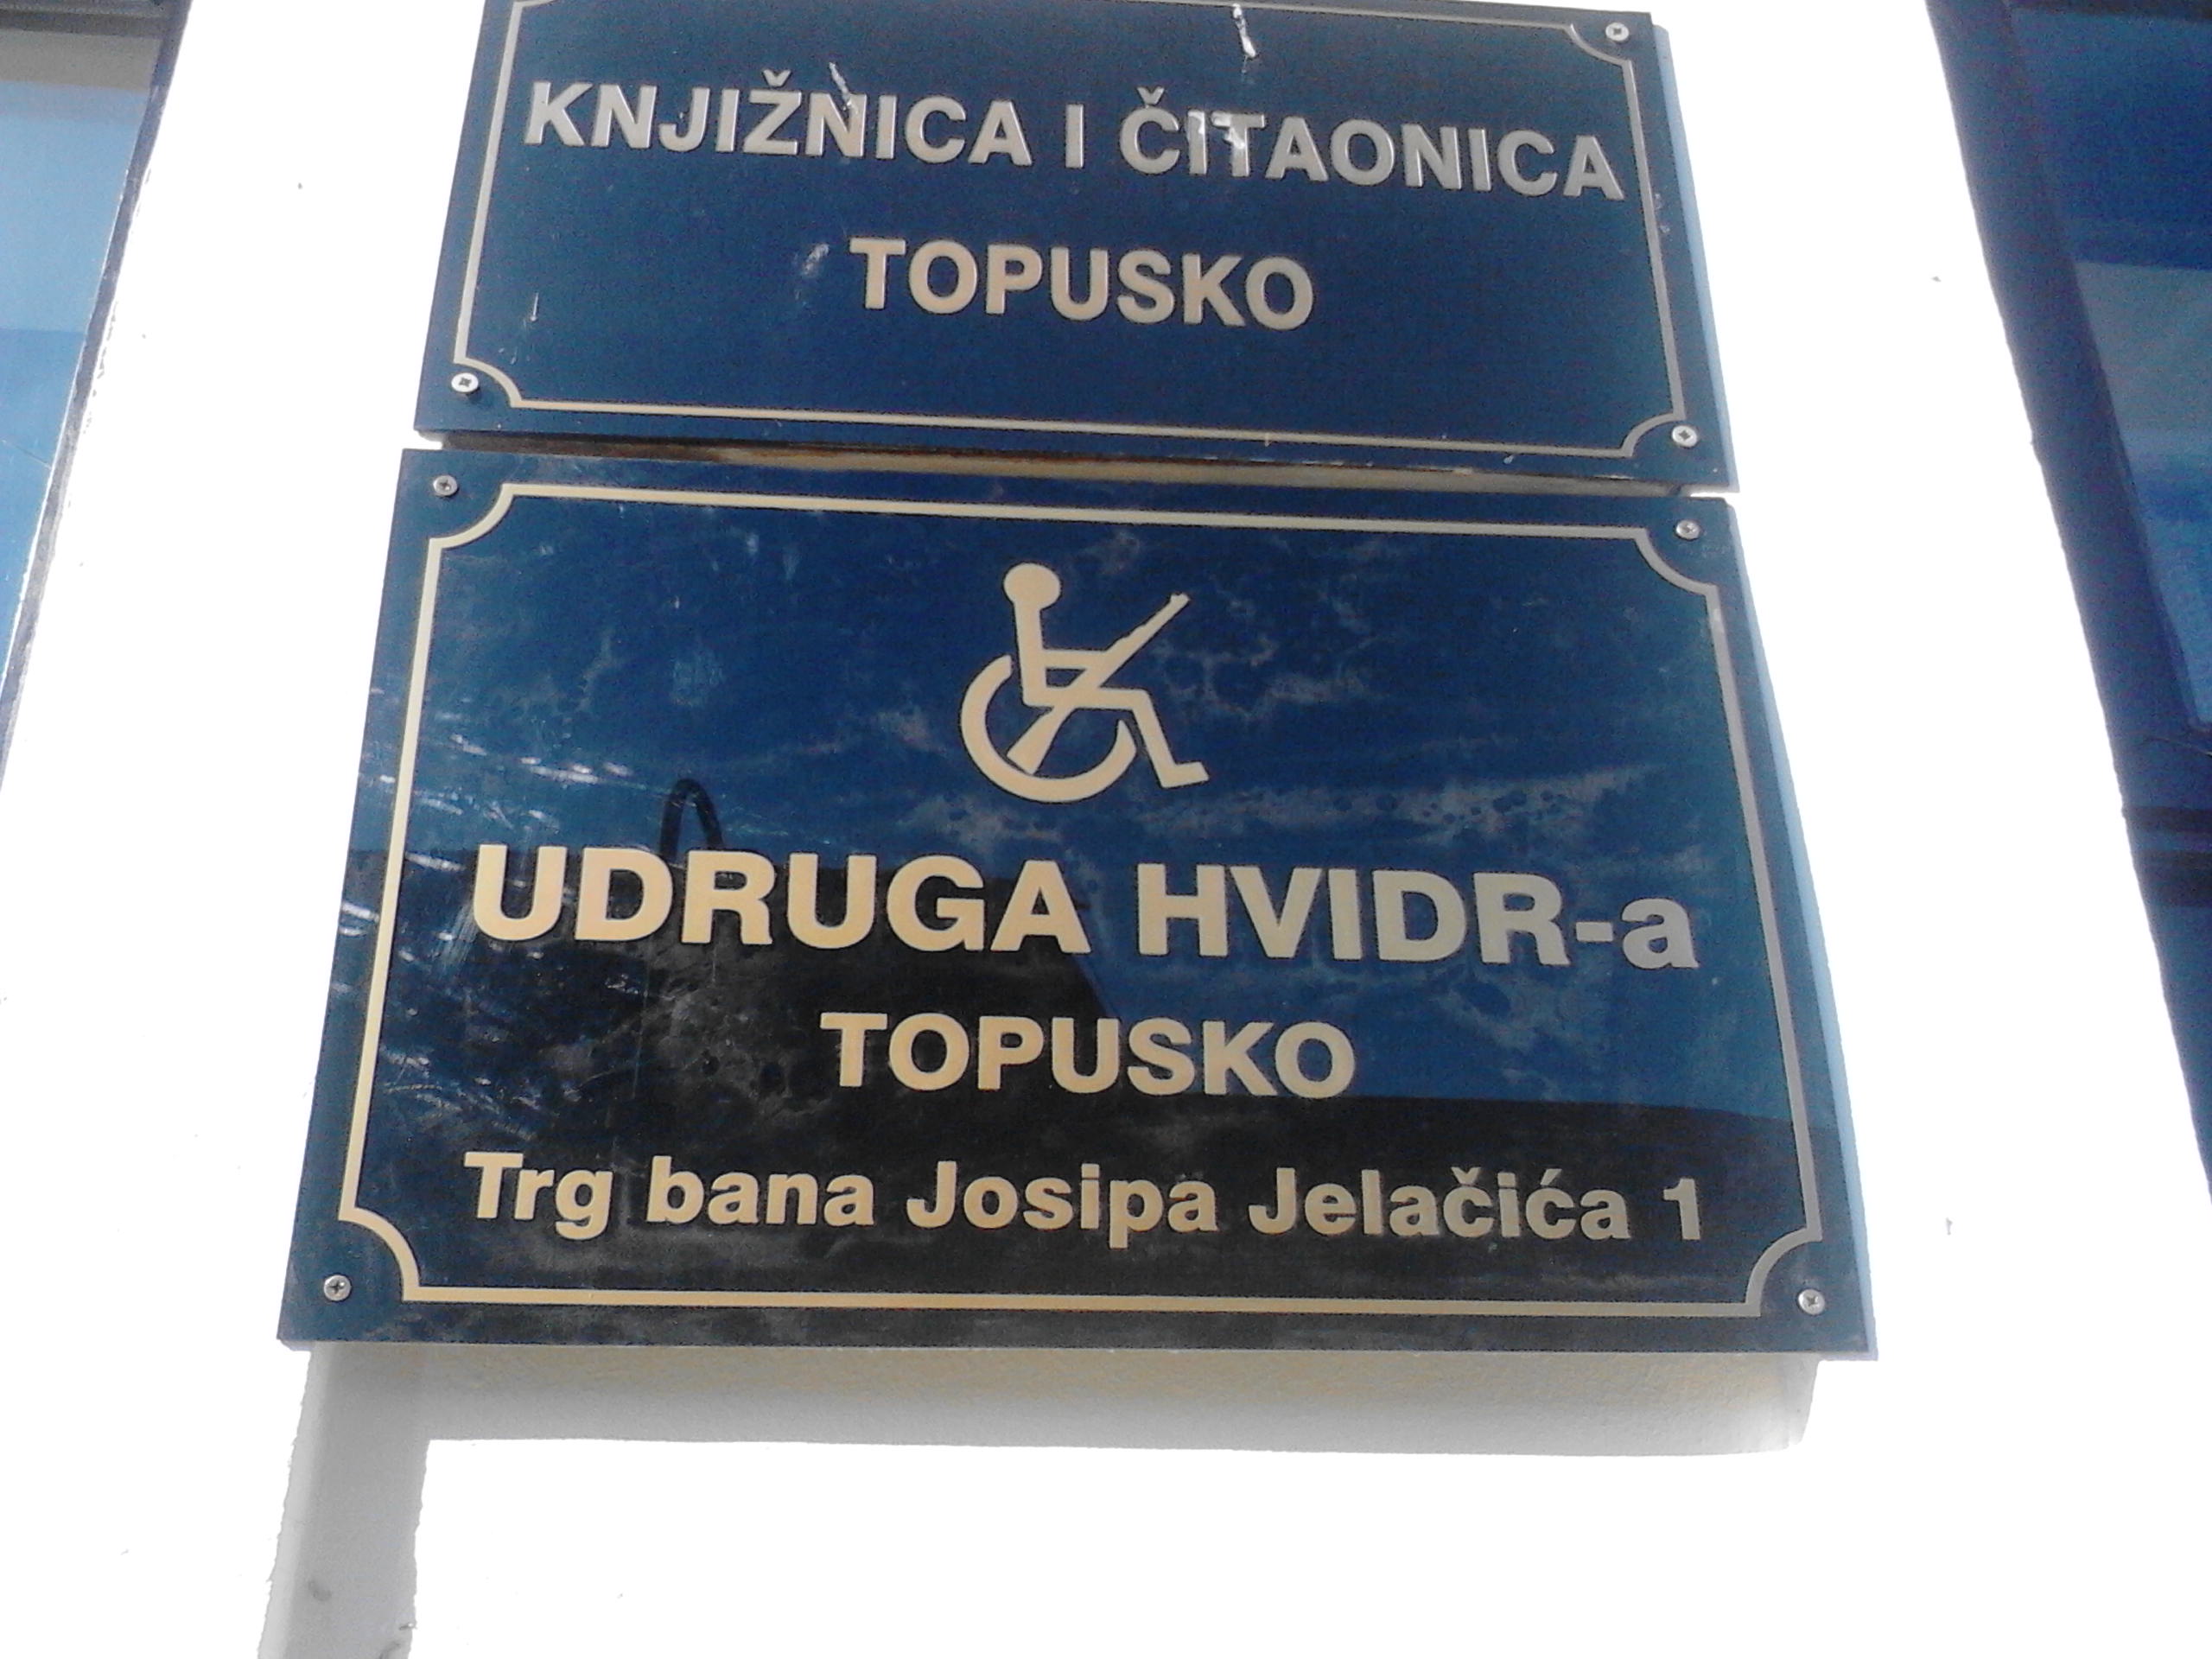 KNJIŽNICA I ČITAONICA
TOPUSKO
UDRUGA HVIDR-a
TOPUSKO
Trg bana Josipa Jelačića 1